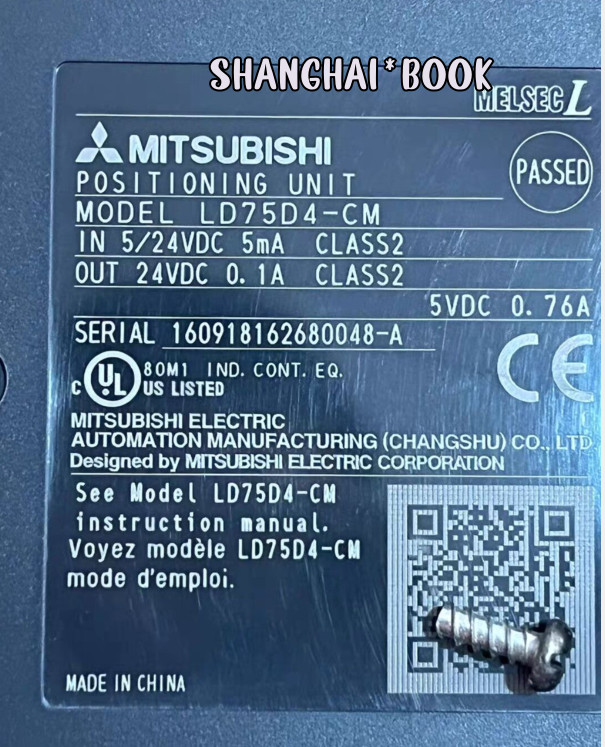 SHANGHAI*BOOK
MELSEC L
MITSUBISHI
POSITIONING UNIT
PASSED
MODEL LD75D4-CM
IN 5/24VDC 5mA CLASS2
OUT 24VDC 0.1A CLASS2
5VDC 0.76A
SERIAL 160918162680048-A
CE
C UL US LISTED
80M1 IND. CONT. EQ.
MITSUBISHI ELECTRIC
AUTOMATION MANUFACTURING (CHANGSHU) CO., LTD
Designed by MITSUBISHI ELECTRIC CORPORATION
See Model LD75D4-CM
instruction manual.
Voyez modèle LD75D4-CM
mode d'emploi.
MADE IN CHINA